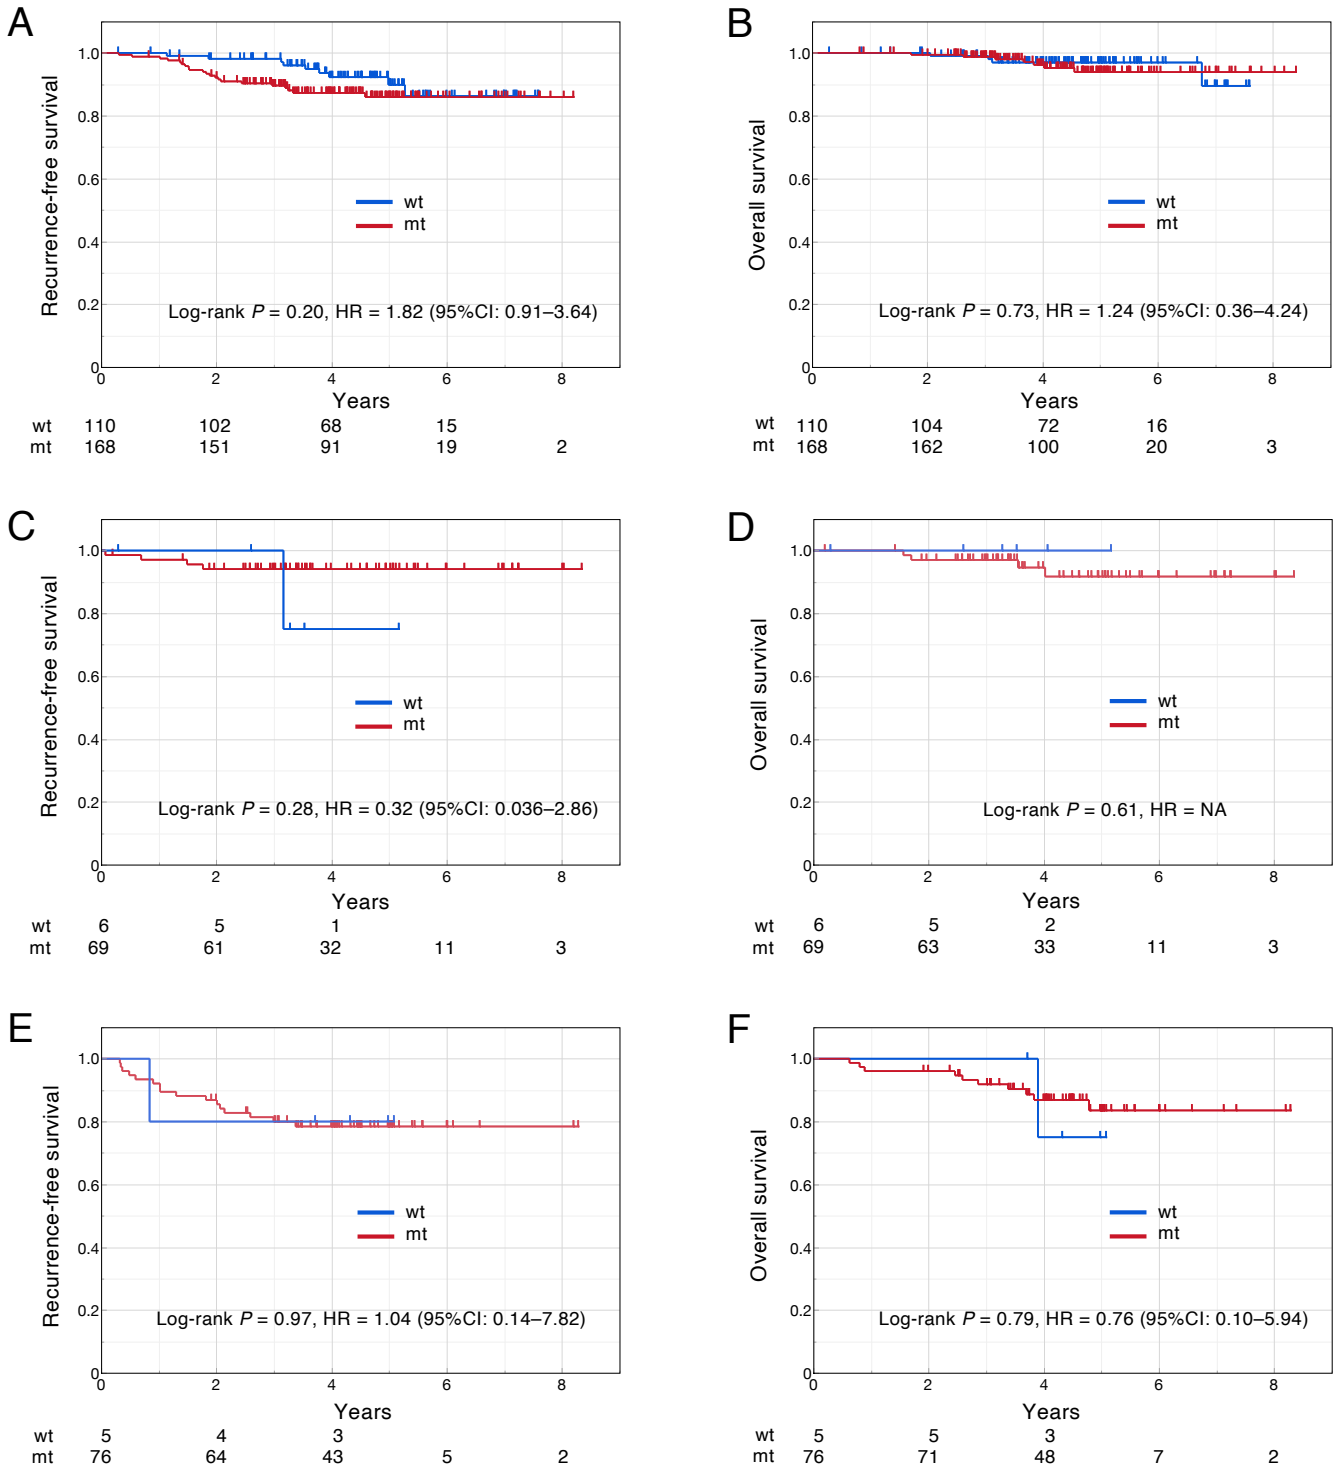 A
Recurrence-free survival
1.0
0.8
0.6
0.4
0.2
0
wt
mt
Log-rank P = 0.20, HR = 1.82 (95%CI: 0.91–3.64)
0 2 4 6 8
Years
wt 110 102 68 15
mt 168 151 91 19 2
B
Overall survival
1.0
0.8
0.6
0.4
0.2
0
wt
mt
Log-rank P = 0.73, HR = 1.24 (95%CI: 0.36–4.24)
0 2 4 6 8
Years
wt 110 104 72 16
mt 168 162 100 20 3
C
Recurrence-free survival
1.0
0.8
0.6
0.4
0.2
0
wt
mt
Log-rank P = 0.28, HR = 0.32 (95%CI: 0.036–2.86)
0 2 4 6 8
Years
wt 6 5 1
mt 69 61 32 11 3
D
Overall survival
1.0
0.8
0.6
0.4
0.2
0
wt
mt
Log-rank P = 0.61, HR = NA
0 2 4 6 8
Years
wt 6 5 2
mt 69 63 33 11 3
E
Recurrence-free survival
1.0
0.8
0.6
0.4
0.2
0
wt
mt
Log-rank P = 0.97, HR = 1.04 (95%CI: 0.14–7.82)
0 2 4 6 8
Years
wt 5 4 3
mt 76 64 43 5 2
F
Overall survival
1.0
0.8
0.6
0.4
0.2
0
wt
mt
Log-rank P = 0.79, HR = 0.76 (95%CI: 0.10–5.94)
0 2 4 6 8
Years
wt 5 5 3
mt 76 71 48 7 2